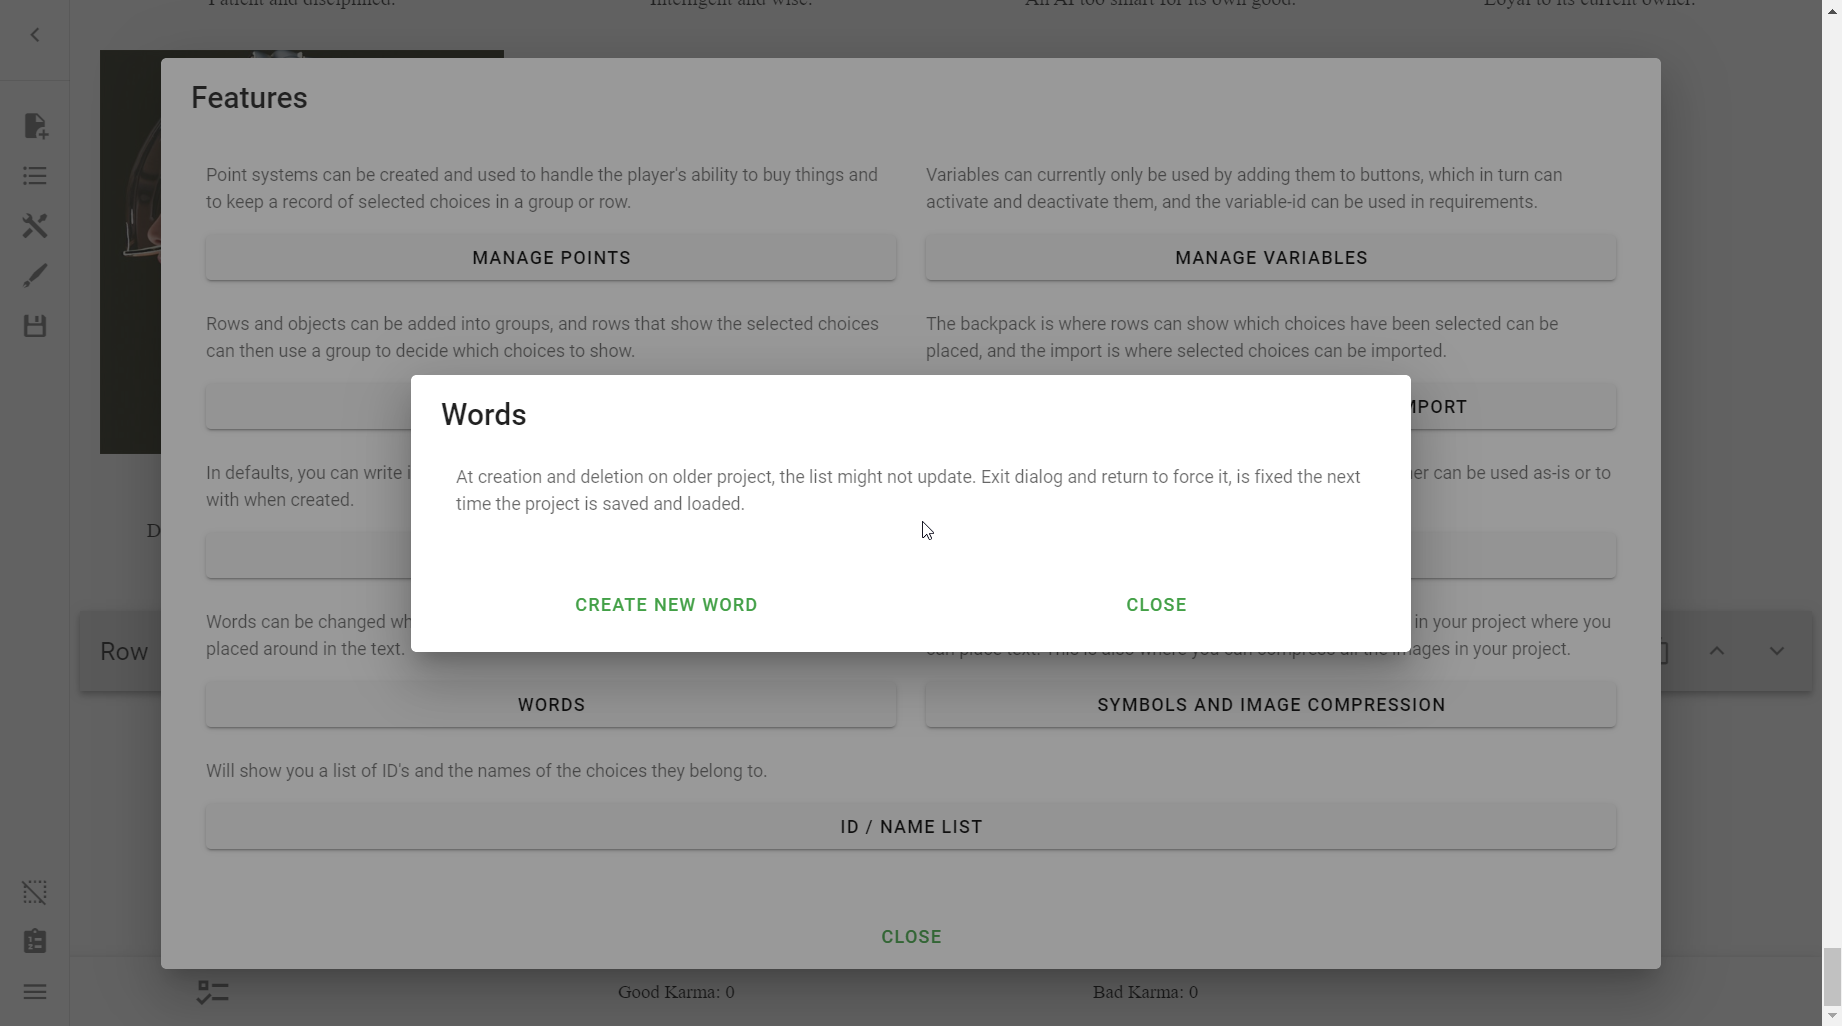 Patient and disciplined.
Intelligent and wise.
An AI too smart for its own good.
Loyal to its current owner.
Features
Point systems can be created and used to handle the player's ability to buy things and
to keep a record of selected choices in a group or row.
MANAGE POINTS
Variables can currently only be used by adding them to buttons, which in turn can
activate and deactivate them, and the variable-id can be used in requirements.
MANAGE VARIABLES
Rows and objects can be added into groups, and rows that show the selected choices
can then use a group to decide which choices to show.
The backpack is where rows can show which choices have been selected can be
placed, and the import is where selected choices can be imported.
MPORT
In defaults, you can write
with when created.
can be used as-is or to
Words
At creation and deletion on older project, the list might not update. Exit dialog and return to force it, is fixed the next
time the project is saved and loaded.
CREATE NEW WORD
CLOSE
Words can be changed
placed around in the text.
in your project where you
can place text. This is also where you can compress all the images in your project.
Row
WORDS
SYMBOLS AND IMAGE COMPRESSION
Will show you a list of ID's and the names of the choices they belong to.
ID / NAME LIST
CLOSE
Good Karma: 0
Bad Karma: 0